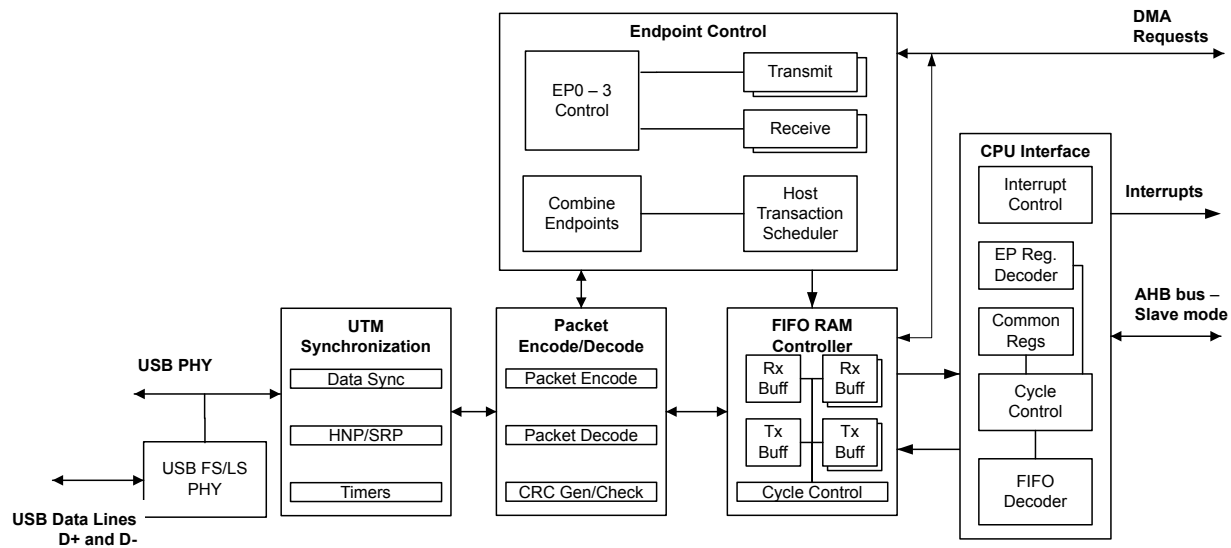 Endpoint Control
EP0 – 3
Control
Transmit
Receive
Combine
Endpoints
Host
Transaction
Scheduler
DMA
Requests
CPU Interface
Interrupt
Control
EP Reg.
Decoder
Common
Regs
Cycle
Control
FIFO
Decoder
Interrupts
AHB bus –
Slave mode
USB PHY
USB FS/LS
PHY
USB Data Lines
D+ and D-
UTM
Synchronization
Data Sync
HNP/SRP
Timers
Packet
Encode/Decode
Packet Encode
Packet Decode
CRC Gen/Check
FIFO RAM
Controller
Rx
Buff
Rx
Buff
Tx
Buff
Tx
Buff
Cycle Control